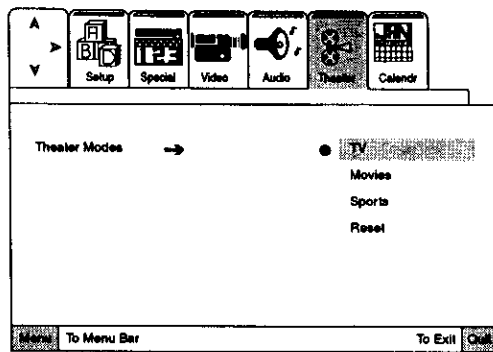 Setup Special Video Audio Theater Calendr
Theater Modes TV
Movies
Sports
Reset
Menu To Menu Bar To Exit Quit